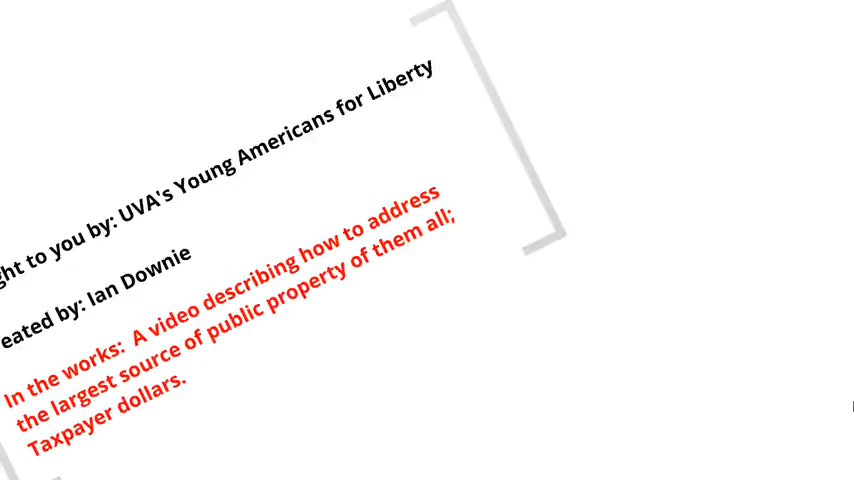 ght to you by: UVA's Young Americans for Liberty
eated by: Ian Downie
In the works: A video describing how to address
the largest source of public property of them all;
Taxpayer dollars.